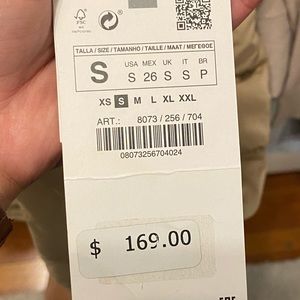 FSC
TALLA / SIZE / TAMANHO / TAILLE / MAAT / ΜΕΓΕΘΟΣ
S
USA MEX UK IT BR
S 26 S S P
XS S M L XL XXL
ART.: 8073 / 256 / 704
08073256704024
$ 169.00